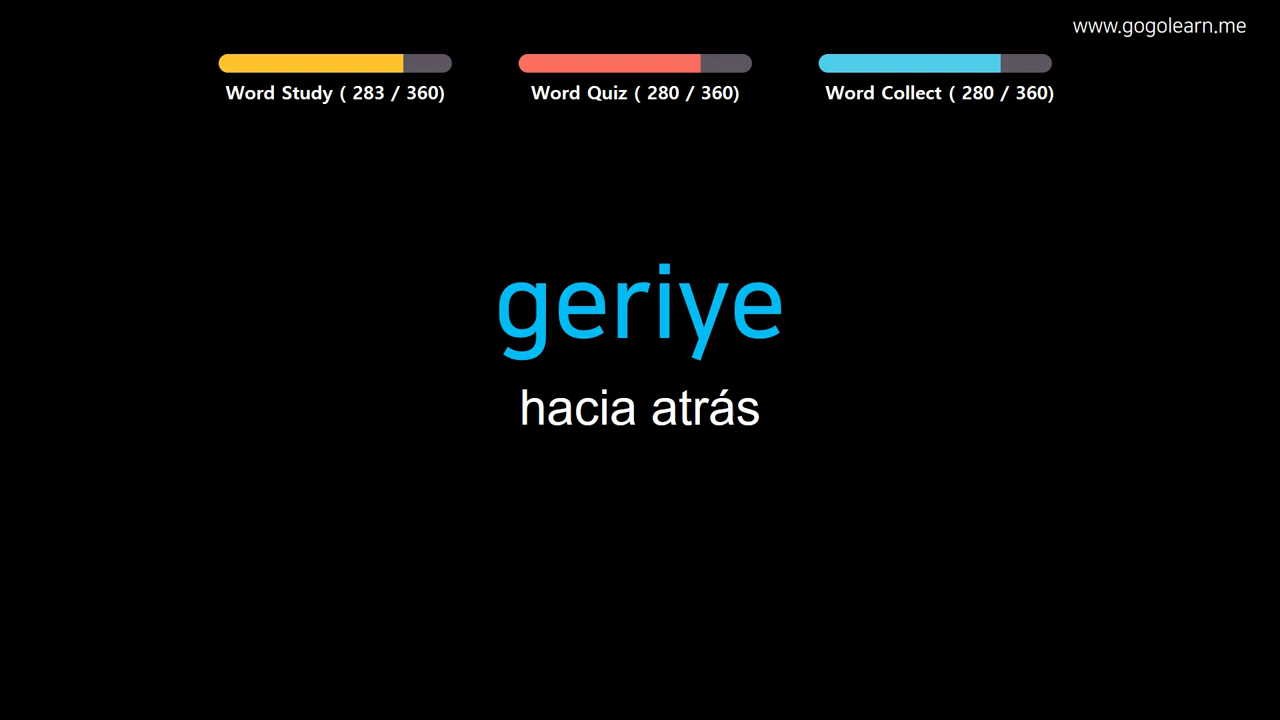 www.gogolearn.me
Word Study ( 283 / 360)
Word Quiz ( 280 / 360)
Word Collect ( 280 / 360)
geriye
hacia atrás